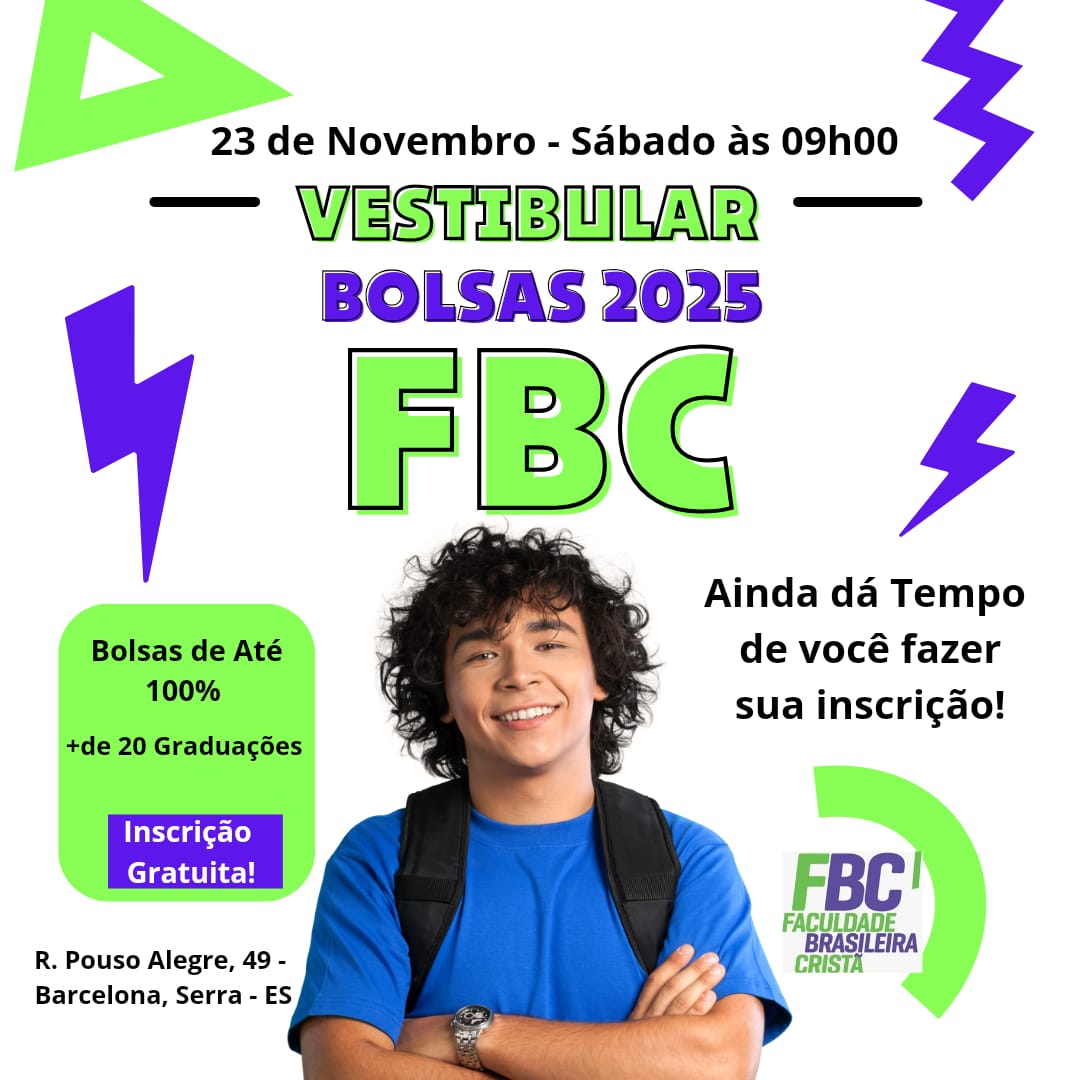 23 de Novembro - Sábado às 09h00
VESTIBULAR
BOLSAS 2025
FBC
Ainda dá Tempo
de você fazer
sua inscrição!
Bolsas de Até
100%
+de 20 Graduações
Inscrição
Gratuita!
FBC
FACULDADE
BRASILEIRA
CRISTÃ
R. Pouso Alegre, 49 -
Barcelona, Serra - ES